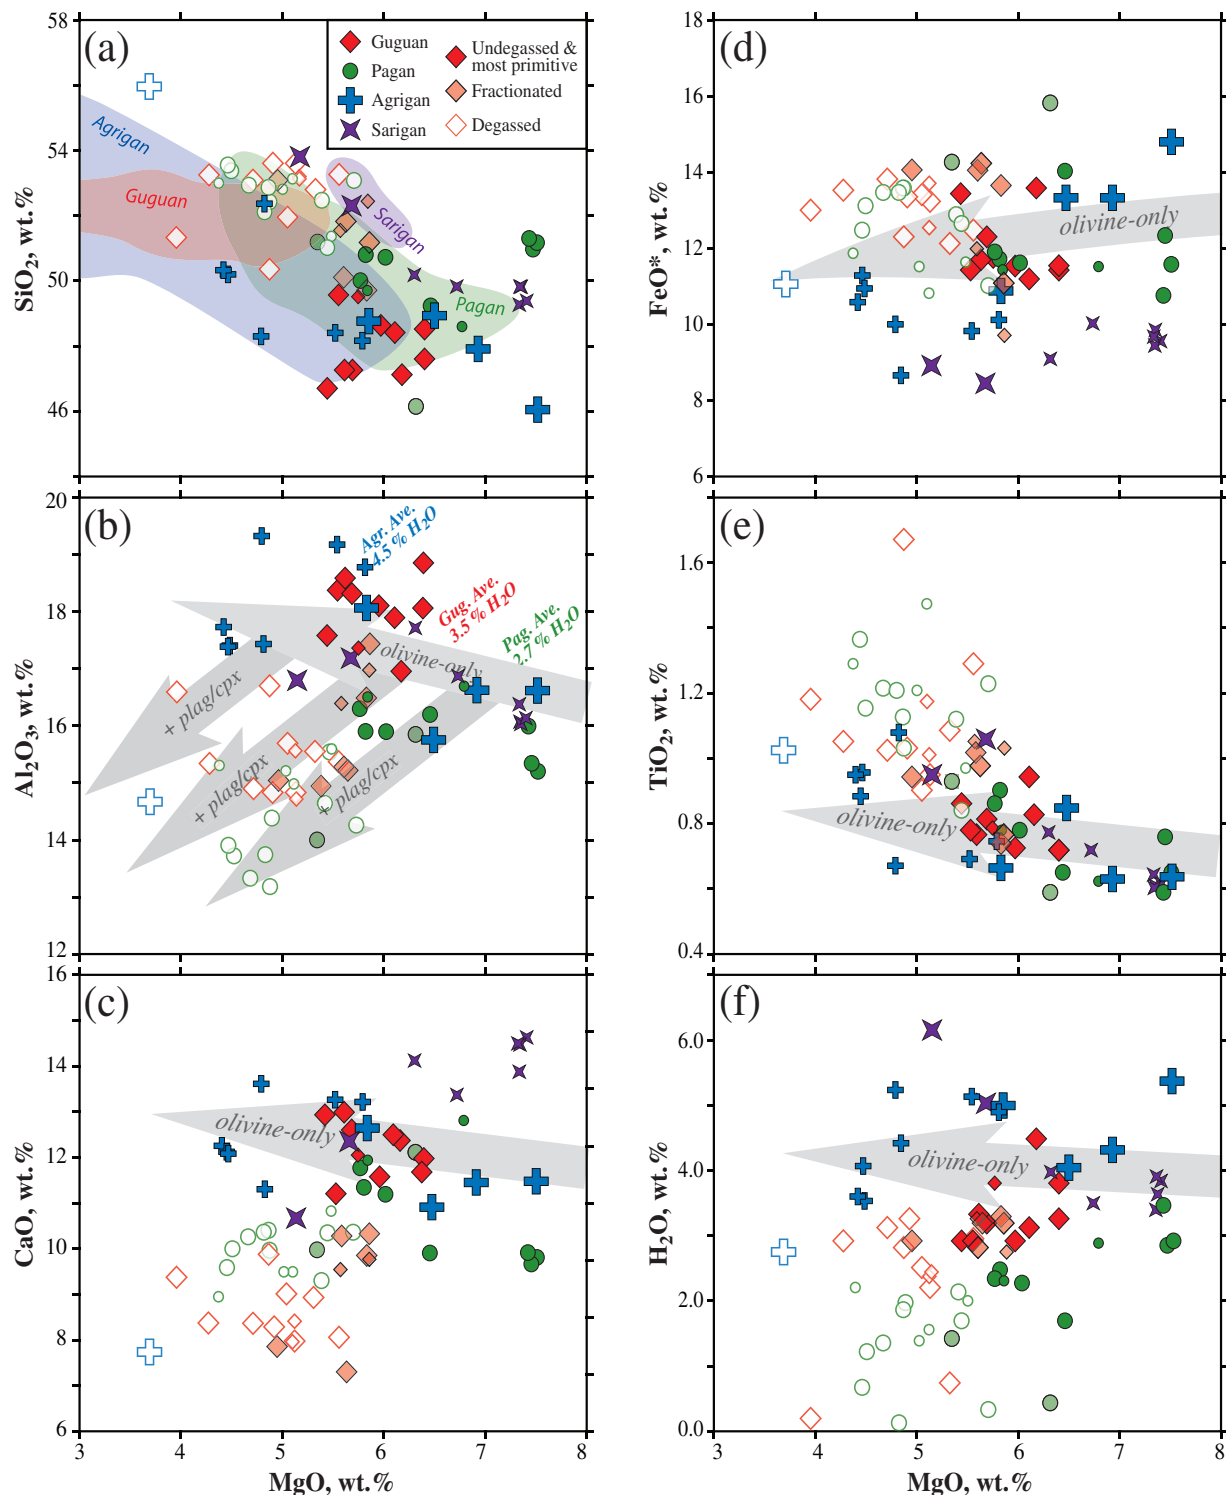 (a)
58
54
50
46
SiO2, wt.%
Guguan
Pagan
Agrigan
Sarigan
Undegassed &
most primitive
Fractionated
Degassed
Agrigan
Guguan
Sarigan
Pagan
(d)
18
16
14
12
10
8
6
FeO*, wt.%
olivine-only
(b)
20
18
16
14
12
Al2O3, wt.%
Agr. Ave.
4.5 % H2O
Gug. Ave.
3.5 % H2O
Pag. Ave.
2.7 % H2O
olivine-only
+ plag/cpx
+ plag/cpx
+ plag/cpx
(e)
1.6
1.2
0.8
0.4
TiO2, wt.%
olivine-only
(c)
16
14
12
10
8
6
CaO, wt.%
olivine-only
3
4
5
6
7
MgO, wt.%
(f)
6.0
4.0
2.0
0.0
H2O, wt.%
olivine-only
3
4
5
6
7
8
MgO, wt.%